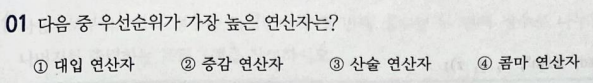 01 다음 중 우선순위가 가장 높은 연산자는?
① 대입 연산자 ② 증감 연산자 ③ 산술 연산자 ④ 콤마 연산자